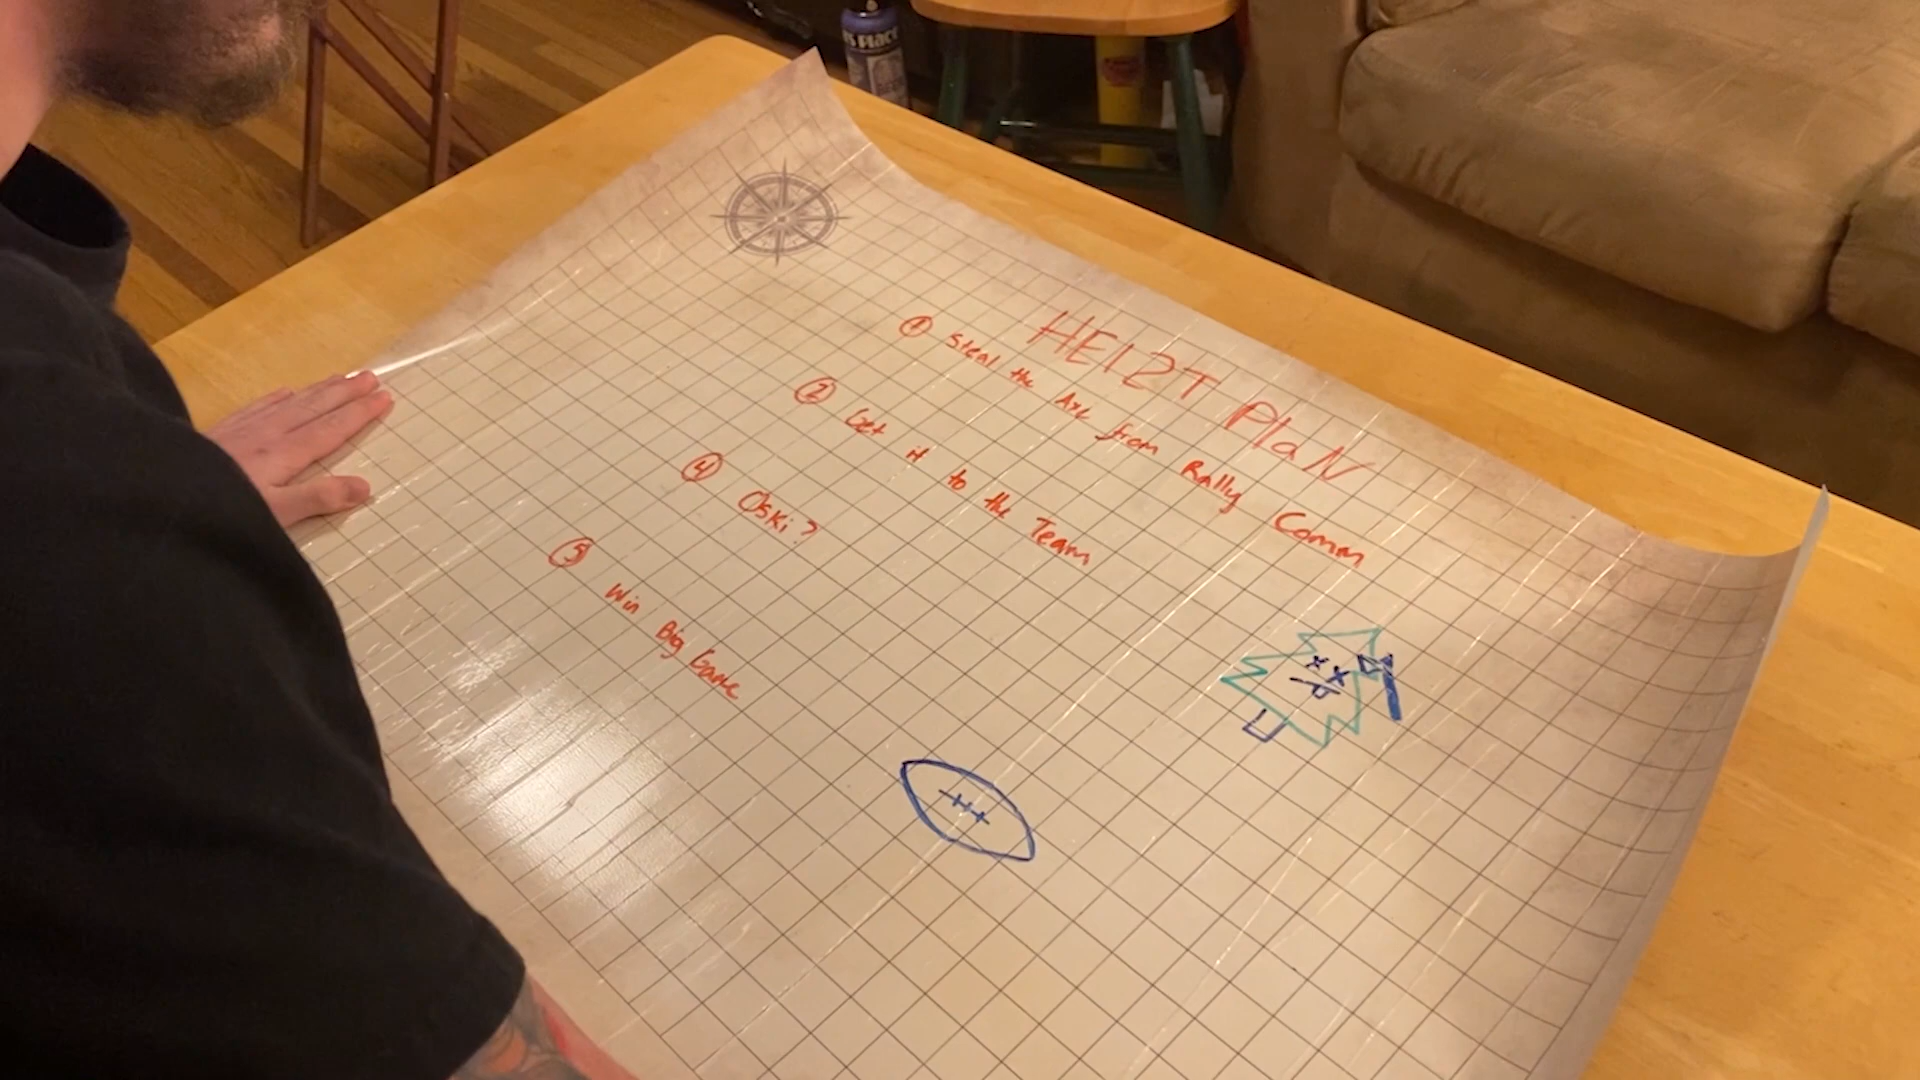 HEIST PlaN
① Steal the Axe from Rally Comm
② Get it to the Team
④ Oski?
⑤ Win Big Game